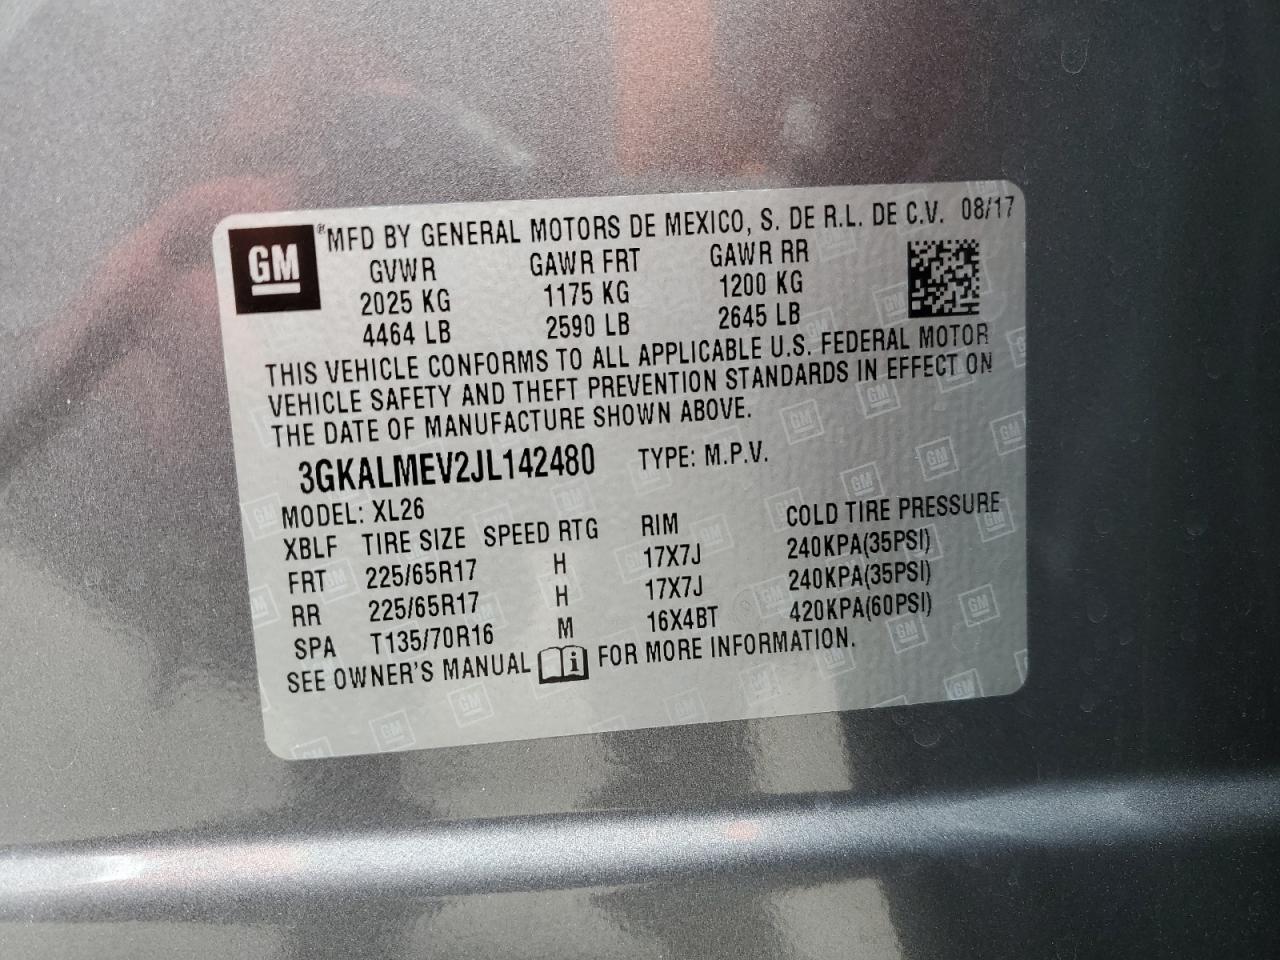 GM ®MFD BY GENERAL MOTORS DE MEXICO, S. DE R.L. DE C.V. 08/17
GVWR GAWR FRT GAWR RR
2025 KG 1175 KG 1200 KG
4464 LB 2590 LB 2645 LB
THIS VEHICLE CONFORMS TO ALL APPLICABLE U.S. FEDERAL MOTOR
VEHICLE SAFETY AND THEFT PREVENTION STANDARDS IN EFFECT ON
THE DATE OF MANUFACTURE SHOWN ABOVE.
3GKALMEV2JL142480 TYPE: M.P.V.
MODEL: XL26
XBLF TIRE SIZE SPEED RTG RIM COLD TIRE PRESSURE
FRT 225/65R17 H 17X7J 240KPA(35PSI)
RR 225/65R17 H 17X7J 240KPA(35PSI)
SPA T135/70R16 M 16X4BT 420KPA(60PSI)
SEE OWNER'S MANUAL FOR MORE INFORMATION.